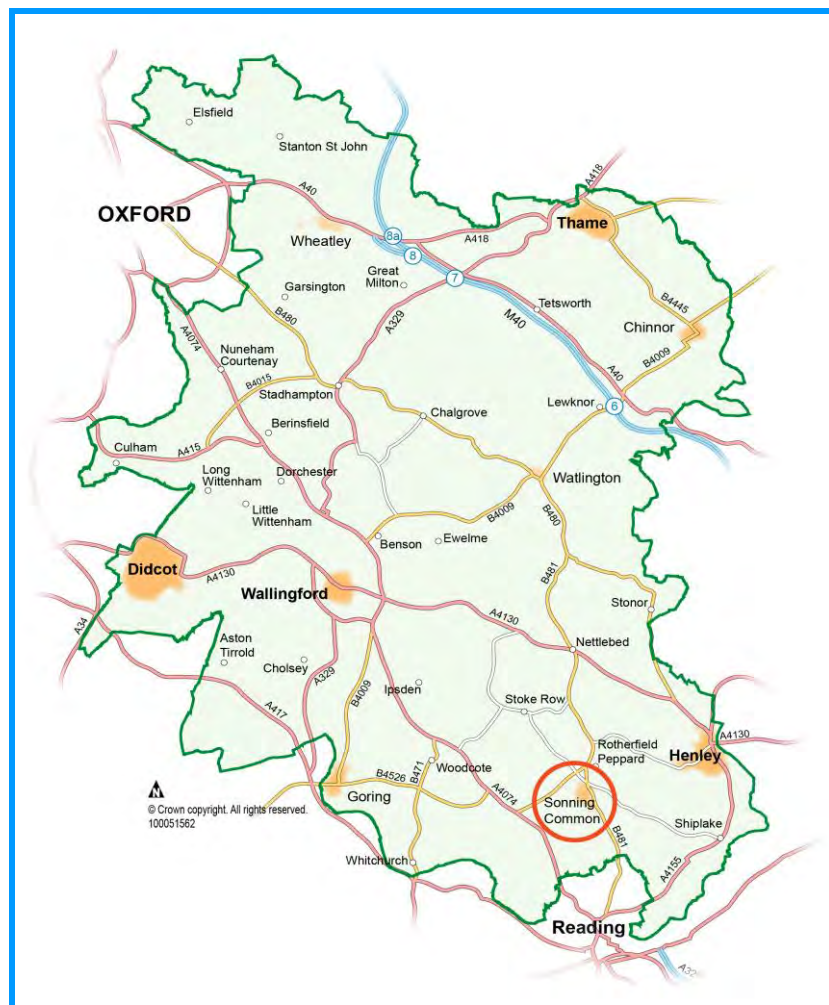 Elsfield
Stanton St John
A418
A40
OXFORD
Thame
Wheatley
8a
8
A418
7
Great
Milton
Garsington
B4445
Tetsworth
M40
A329
Chinnor
B480
A4074
B4009
A40
Nuneham
Courtenay
B4015
Stadhampton
Lewknor
6
Chalgrove
Berinsfield
Culham
A415
Long
Wittenham
Dorchester
Watlington
Little
Wittenham
B4009
B480
Benson
Ewelme
Didcot
A4130
B481
Wallingford
Stonor
A4130
A34
Nettlebed
Aston
Tirrold
Cholsey
A329
B4009
Ipsden
Stoke Row
A417
A4130
Rotherfield
Peppard
Henley
Woodcote
B471
B4526
A4074
N
© Crown copyright. All rights reserved.
100051562
Goring
Sonning
Common
Shiplake
B481
Whitchurch
A4155
Reading